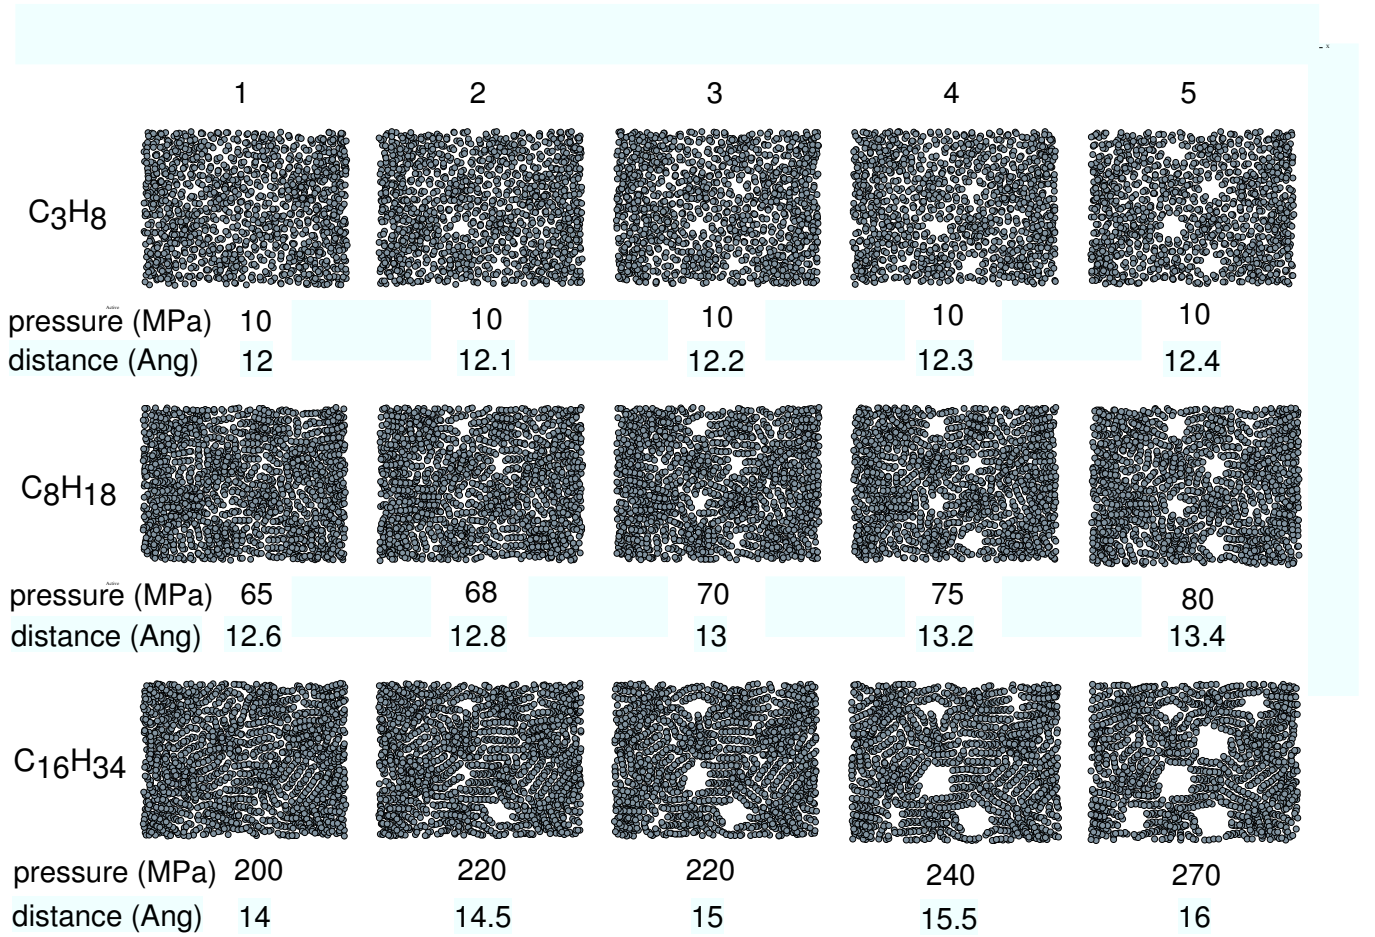 1 2 3 4 5
C3H8
pressure (MPa) 10 10 10 10 10
distance (Ang) 12 12.1 12.2 12.3 12.4
C8H18
pressure (MPa) 65 68 70 75 80
distance (Ang) 12.6 12.8 13 13.2 13.4
C16H34
pressure (MPa) 200 220 220 240 270
distance (Ang) 14 14.5 15 15.5 16